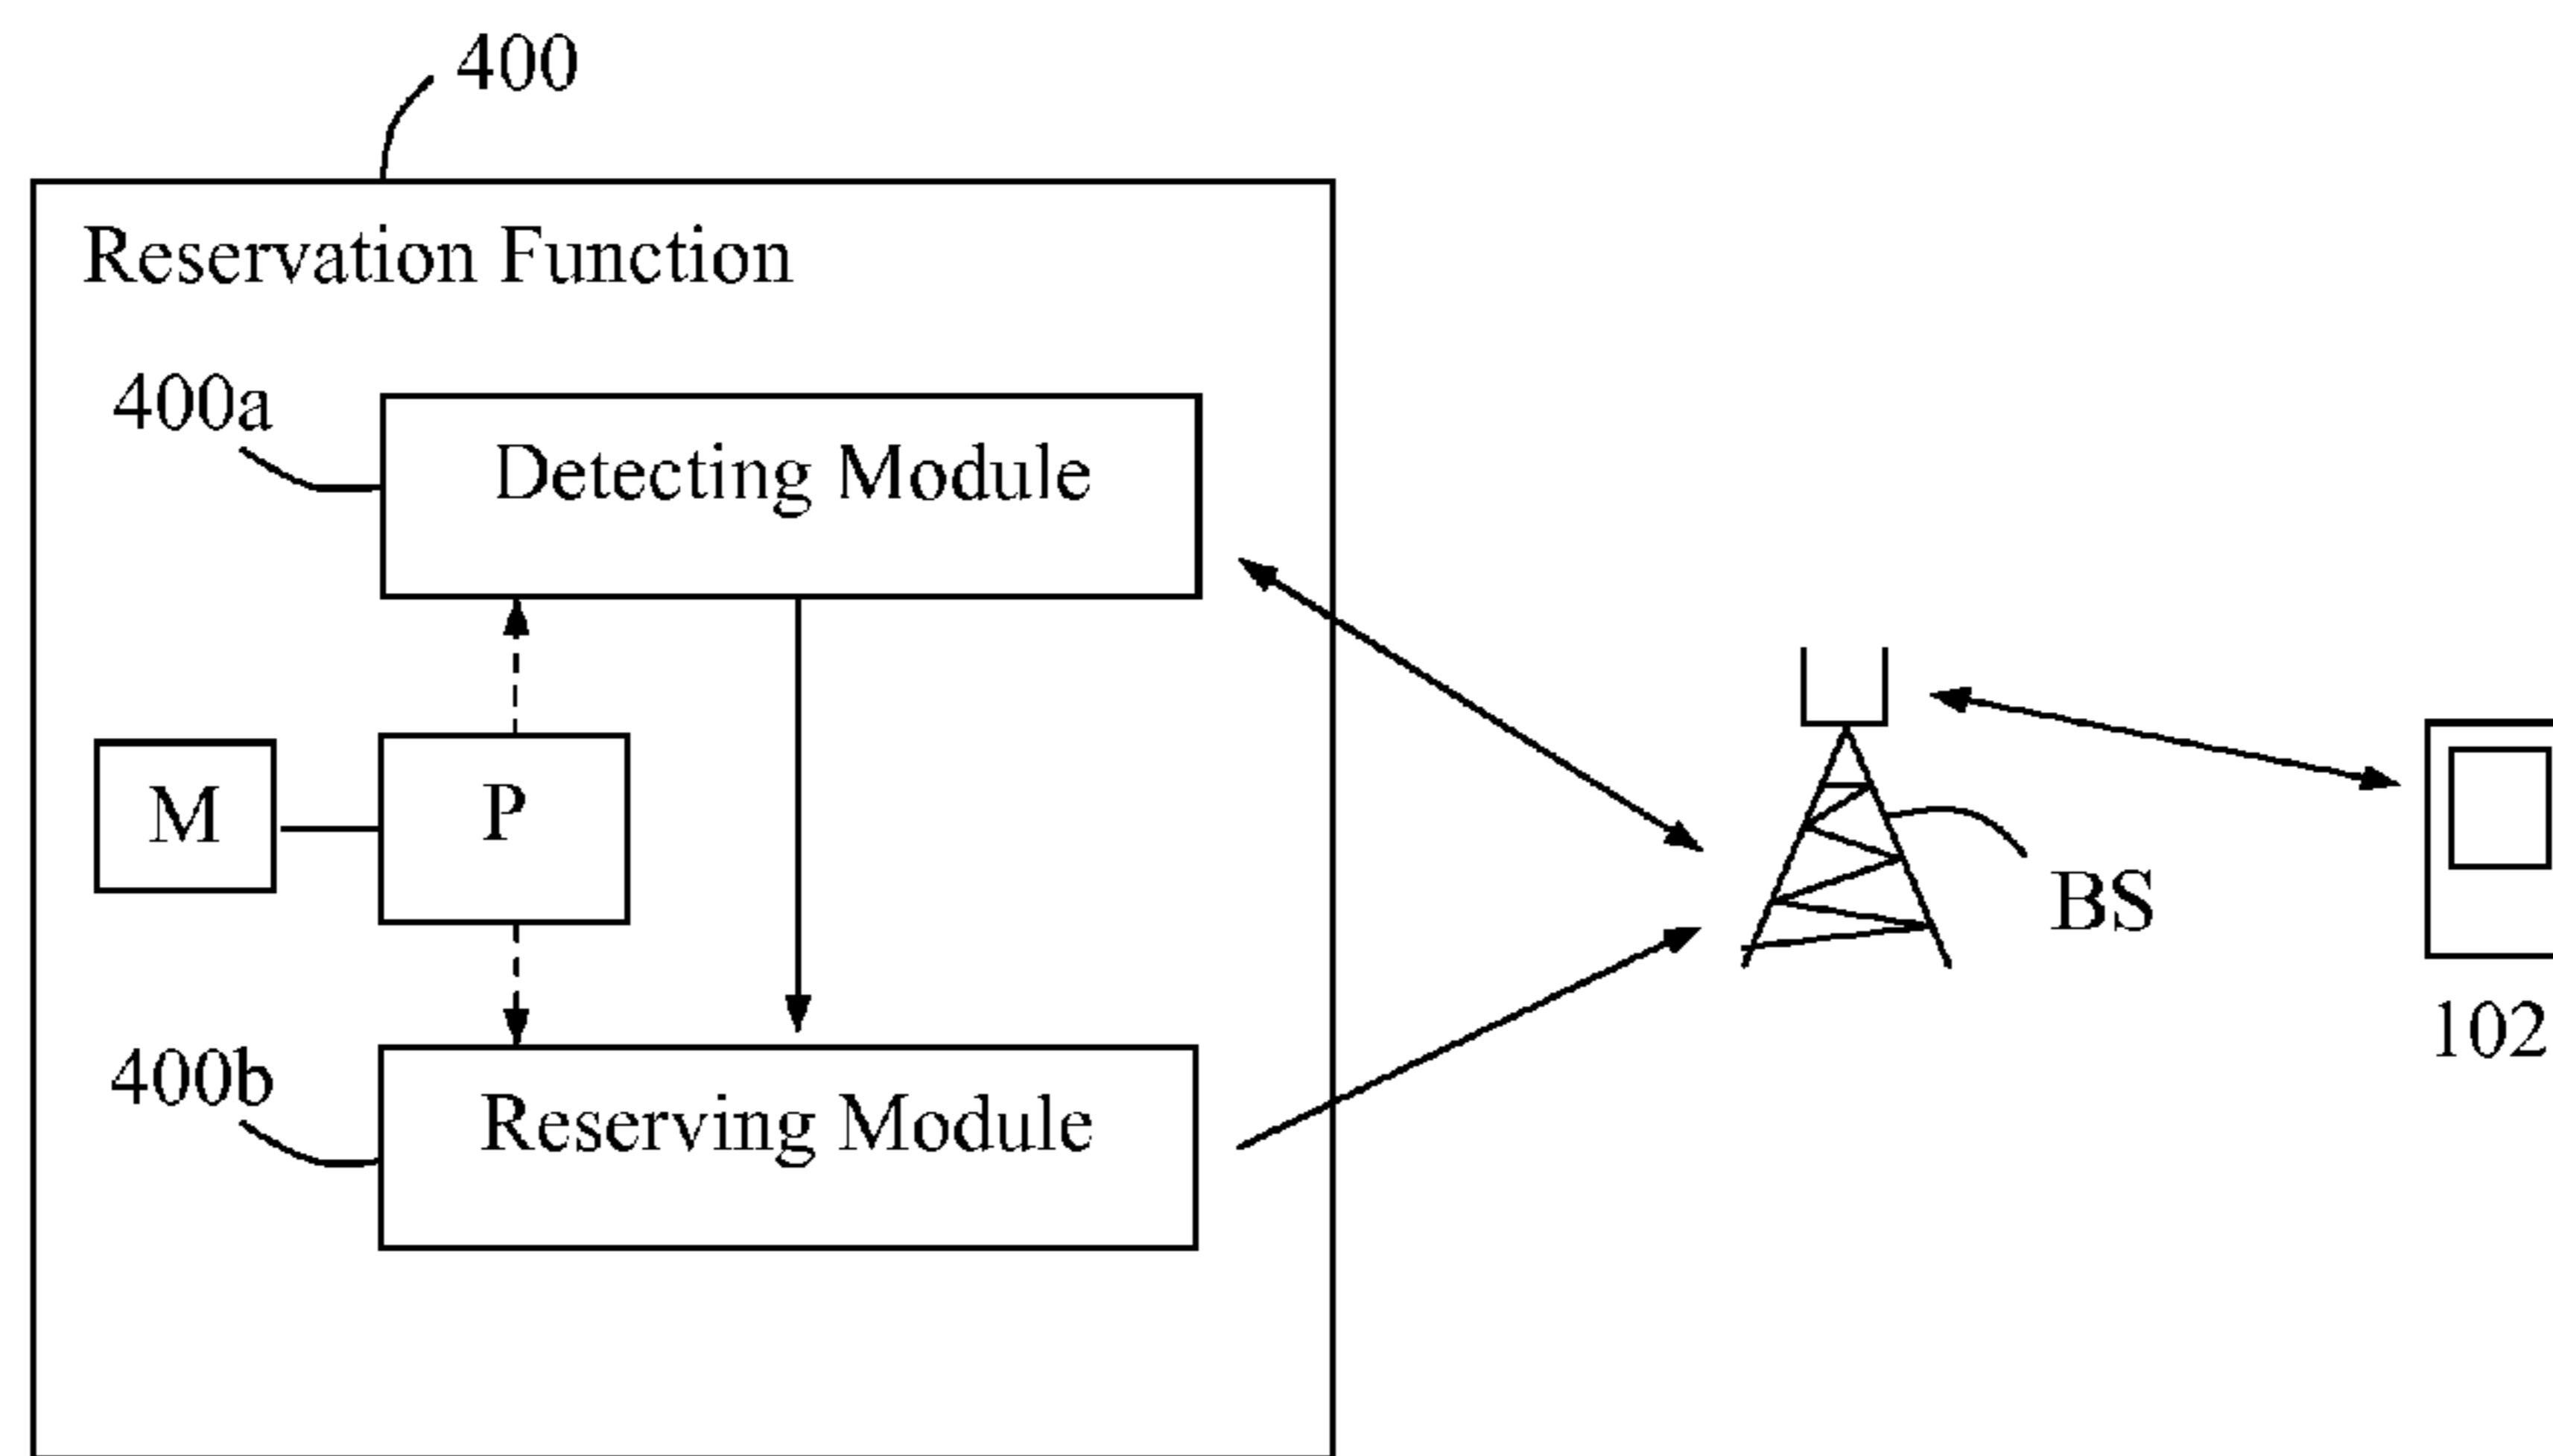 400
Reservation Function
400a
Detecting Module
M
P
BS
102
400b
Reserving Module